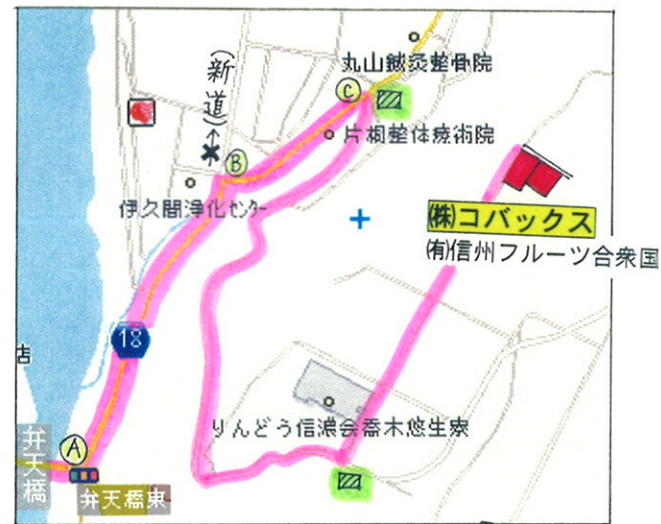 丸山鍼灸整骨院
(新道)
C
片桐整体療術院
B
伊久間浄化センター
(株)コバックス
(有)信州フルーツ合衆国
18
店
りんどう信濃会喬木悠生寮
A
弁天橋
弁天橋東